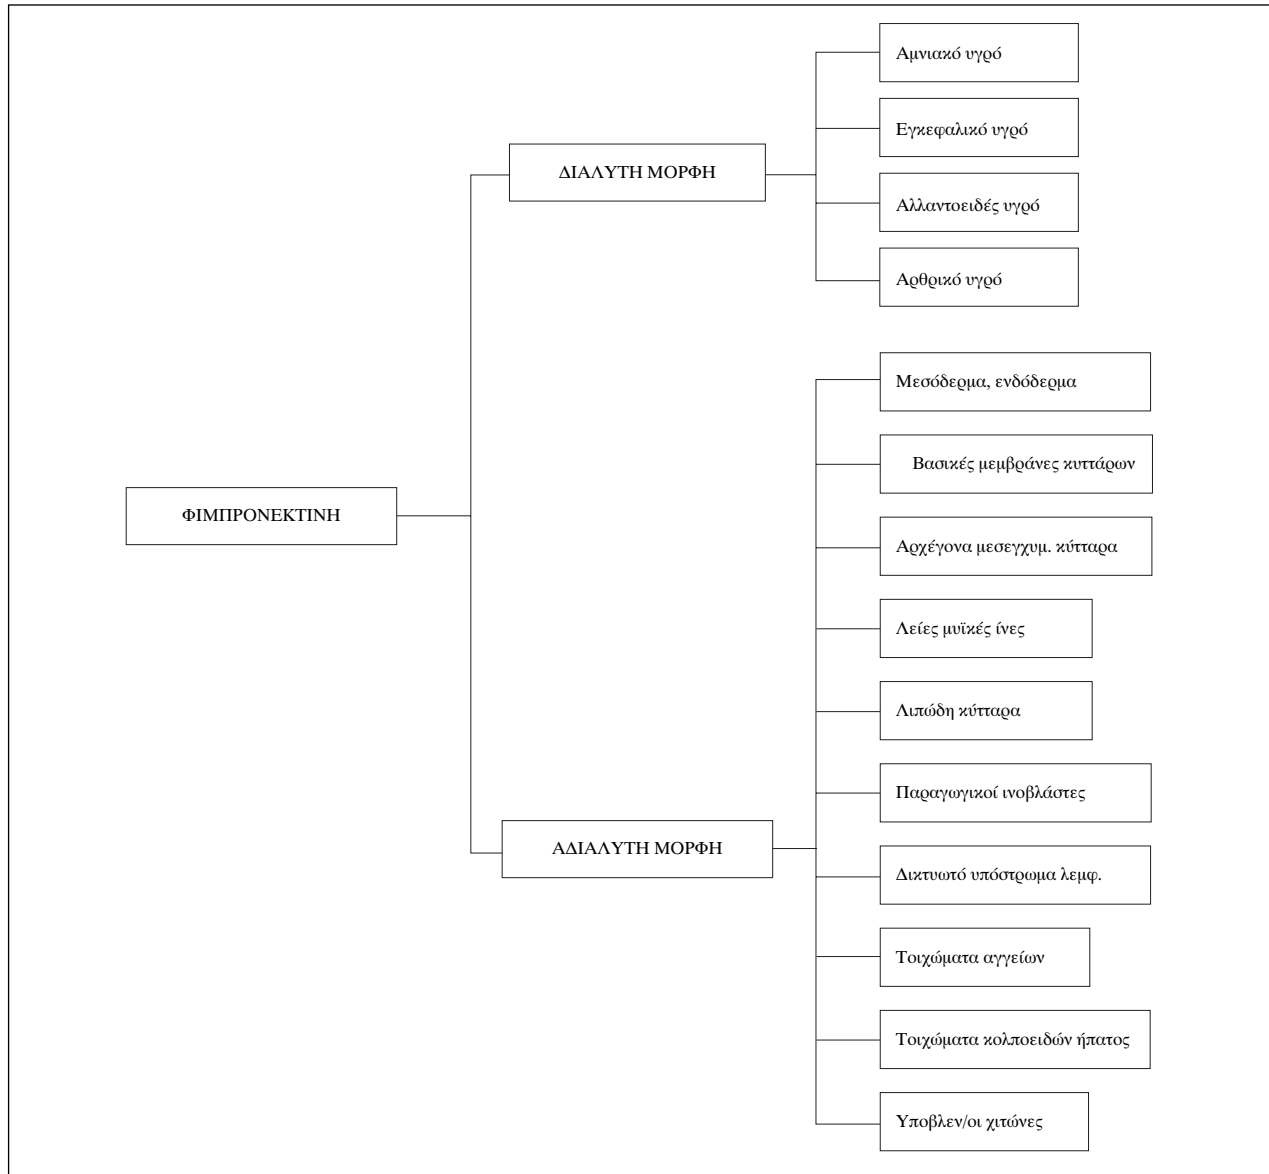 Αμνιακό υγρό
Εγκεφαλικό υγρό
ΔΙΑΛΥΤΗ ΜΟΡΦΗ
Αλλαντοειδές υγρό
Αρθρικό υγρό
Μεσόδερμα, ενδόδερμα
Βασικές μεμβράνες κυττάρων
ΦΙΜΠΡΟΝΕΚΤΙΝΗ
Αρχέγονα μεσεγχυμ. κύτταρα
Λείες μυϊκές ίνες
Λιπώδη κύτταρα
Παραγωγικοί ινοβλάστες
ΑΔΙΑΛΥΤΗ ΜΟΡΦΗ
Δικτυωτό υπόστρωμα λεμφ.
Τοιχώματα αγγείων
Τοιχώματα κολποειδών ήπατος
Υποβλεν/οι χιτώνες